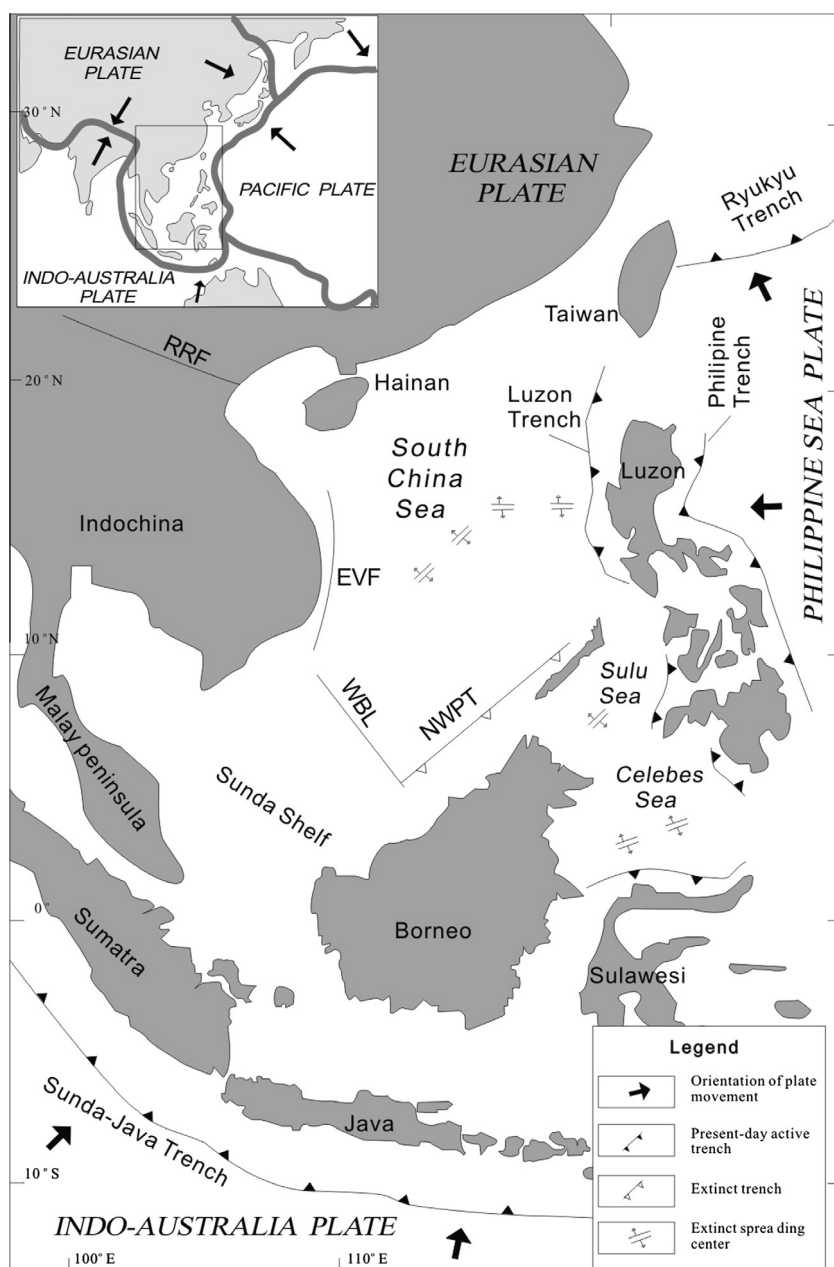 EURASIAN
PLATE
30°N
PACIFIC PLATE
INDO-AUSTRALIA
PLATE
EURASIAN
PLATE
Ryukyu
Trench
Taiwan
RRF
20°N
Hainan
Luzon
Trench
Philipine
Trench
PHILIPPINE SEA PLATE
South
China
Sea
Luzon
Indochina
EVF
10°N
WBL
NWPT
Sulu
Sea
Malay peninsula
Sunda Shelf
Celebes
Sea
0°
Sumatra
Borneo
Sulawesi
Sunda-Java Trench
Java
10°S
INDO-AUSTRALIA PLATE
100°E
110°E
Legend
Orientation of plate
movement
Present-day active
trench
Extinct trench
Extinct sprea ding
center